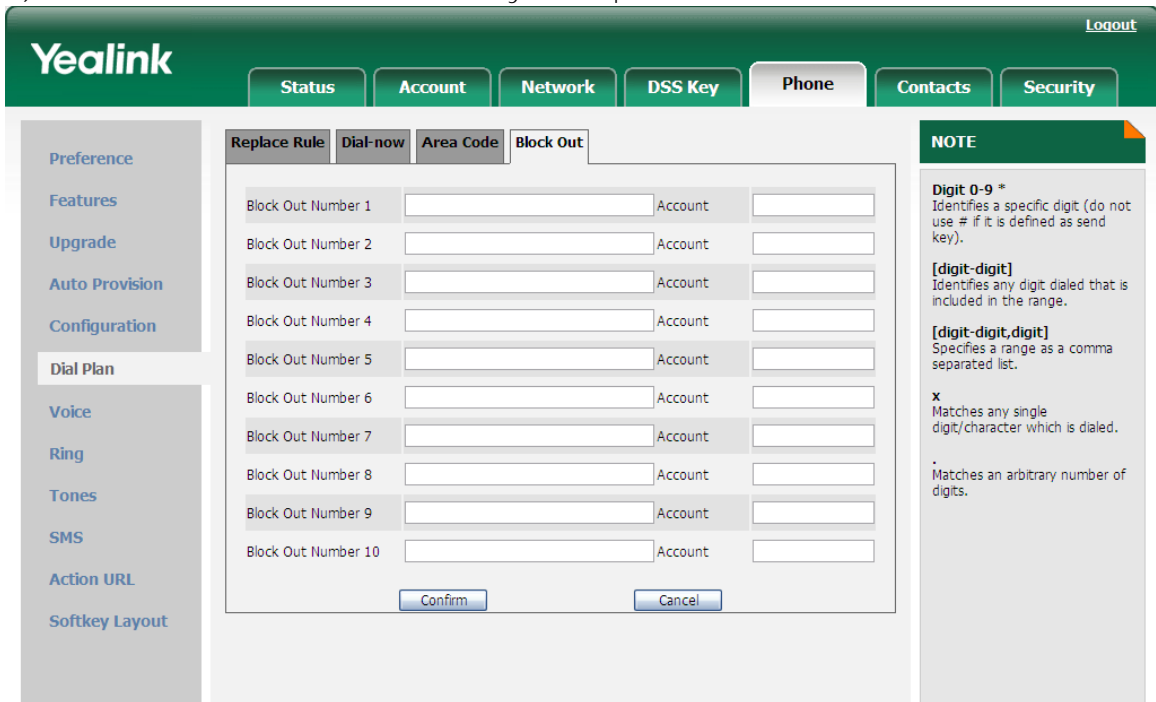 Logout
Yealink
Status Account Network DSS Key Phone Contacts Security
Replace Rule Dial-now Area Code Block Out
Preference
Features
Upgrade
Auto Provision
Configuration
Dial Plan
Voice
Ring
Tones
SMS
Action URL
Softkey Layout
Block Out Number 1 Account
Block Out Number 2 Account
Block Out Number 3 Account
Block Out Number 4 Account
Block Out Number 5 Account
Block Out Number 6 Account
Block Out Number 7 Account
Block Out Number 8 Account
Block Out Number 9 Account
Block Out Number 10 Account
Confirm Cancel
NOTE
Digit 0-9 *
Identifies a specific digit (do not
use # if it is defined as send
key).
[digit-digit]
Identifies any digit dialed that is
included in the range.
[digit-digit,digit]
Specifies a range as a comma
separated list.
x
Matches any single
digit/character which is dialed.
.
Matches an arbitrary number of
digits.